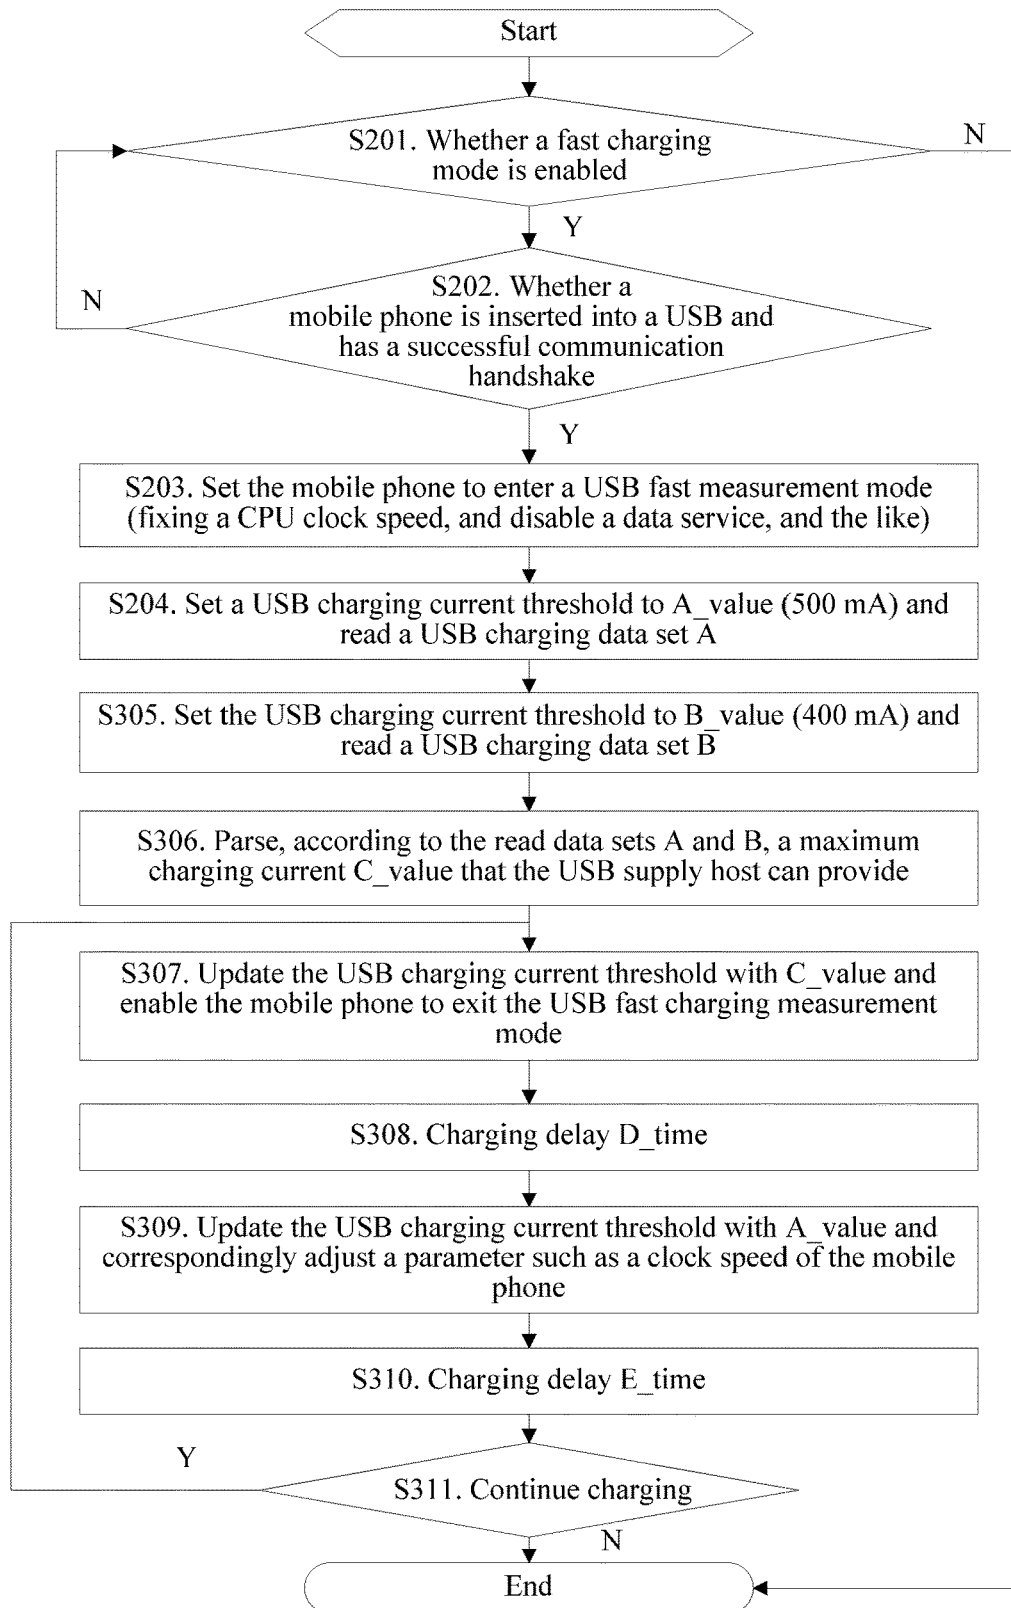 Start
S201. Whether a fast charging
mode is enabled
N
Y
S202. Whether a
mobile phone is inserted into a USB and
has a successful communication
handshake
N
Y
S203. Set the mobile phone to enter a USB fast measurement mode
(fixing a CPU clock speed, and disable a data service, and the like)
S204. Set a USB charging current threshold to A_value (500 mA) and
read a USB charging data set A
S305. Set the USB charging current threshold to B_value (400 mA) and
read a USB charging data set B
S306. Parse, according to the read data sets A and B, a maximum
charging current C_value that the USB supply host can provide
S307. Update the USB charging current threshold with C_value and
enable the mobile phone to exit the USB fast charging measurement
mode
S308. Charging delay D_time
S309. Update the USB charging current threshold with A_value and
correspondingly adjust a parameter such as a clock speed of the mobile
phone
S310. Charging delay E_time
Y
S311. Continue charging
N
End